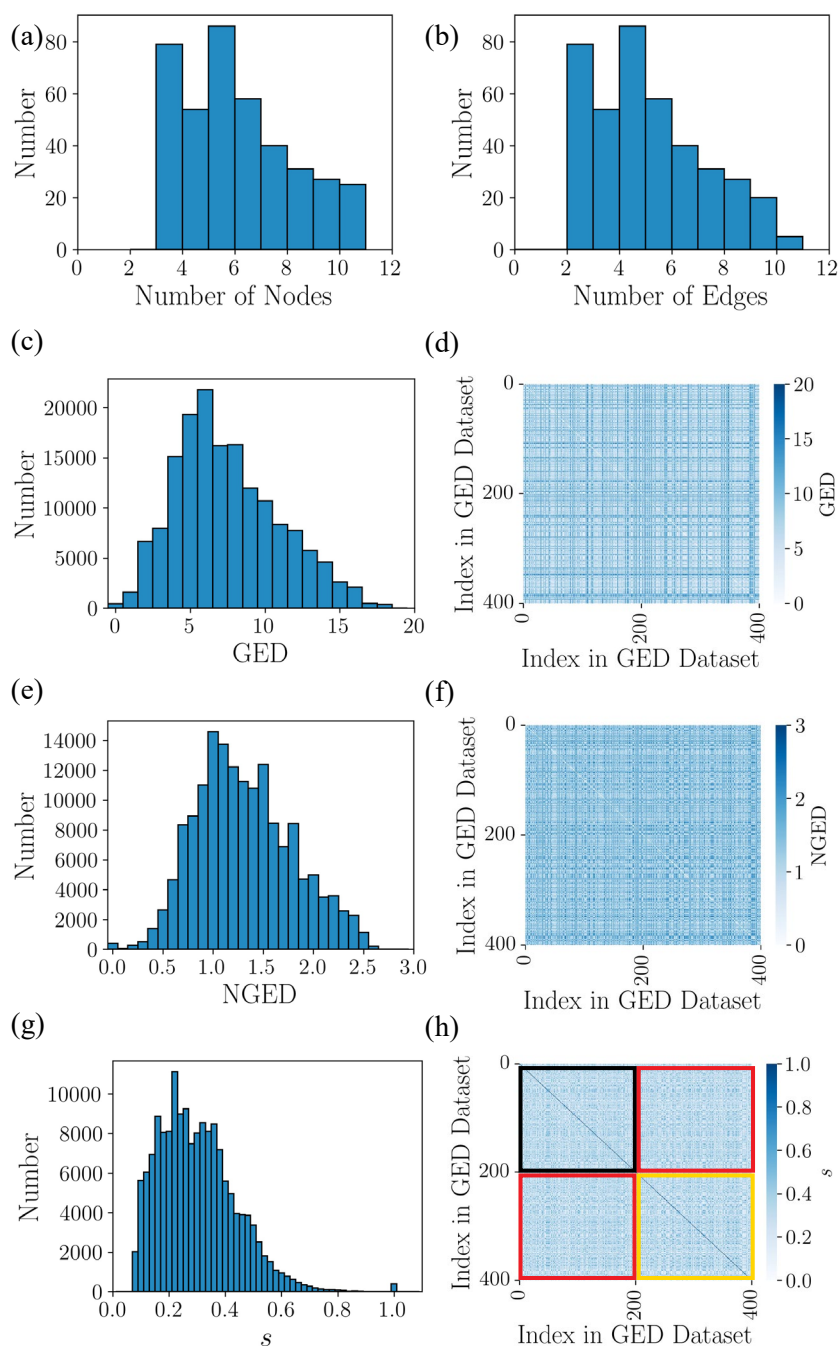 (a)
80
60
40
20
0
Number
0 2 4 6 8 10 12
Number of Nodes
(b)
80
60
40
20
0
Number
0 2 4 6 8 10 12
Number of Edges
(c)
20000
15000
10000
5000
0
Number
0 5 10 15 20
GED
(d)
0
200
400
Index in GED Dataset
0 200 400
Index in GED Dataset
20
15
10
5
0
GED
(e)
14000
12000
10000
8000
6000
4000
2000
0
Number
0.0 0.5 1.0 1.5 2.0 2.5 3.0
NGED
(f)
0
200
400
Index in GED Dataset
0 200 400
Index in GED Dataset
3
2
1
0
NGED
(g)
10000
8000
6000
4000
2000
0
Number
0.0 0.2 0.4 0.6 0.8 1.0
s
(h)
0
200
400
Index in GED Dataset
0 200 400
Index in GED Dataset
1.0
0.8
0.6
0.4
0.2
0.0
s